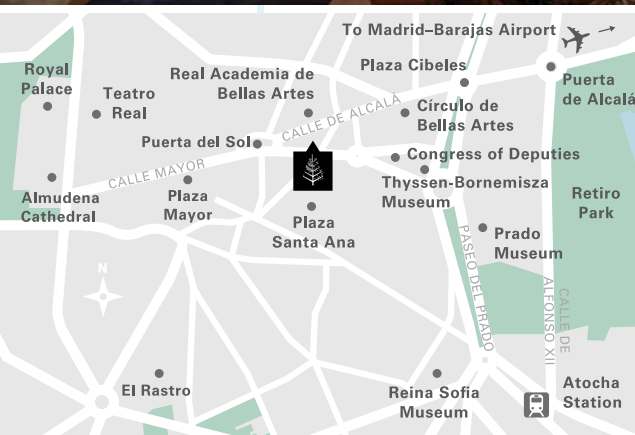 To Madrid–Barajas Airport
Royal
Palace
Teatro
Real
Real Academia de
Bellas Artes
Plaza Cibeles
Puerta
de Alcalá
CALLE DE ALCALÁ
Círculo de
Bellas Artes
Puerta del Sol
Congress of Deputies
CALLE MAYOR
Thyssen-Bornemisza
Museum
Almudena
Cathedral
Plaza
Mayor
Plaza
Santa Ana
Retiro
Park
Prado
Museum
PASEO DEL PRADO
CALLE DE
ALFONSO XII
N
El Rastro
Reina Sofia
Museum
Atocha
Station